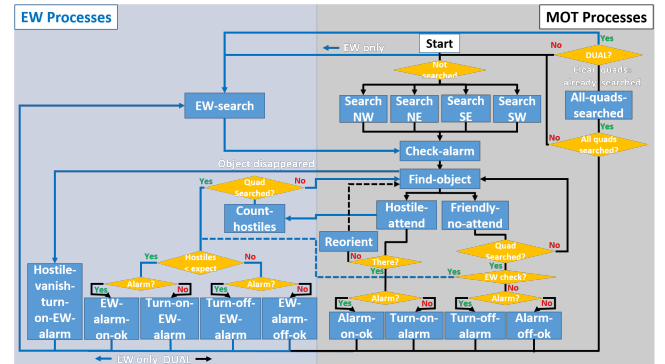 EW Processes
MOT Processes
Start
EW only
Yes
No
DUAL?
Not
searched
Clear quads
already searched
All-quads-
searched
EW-search
Search
NW
Search
NE
Search
SE
Search
SW
All quads
searched?
No
Yes
Check-alarm
Object disappeared
Find-object
Yes
Quad
Searched?
No
Count-
hostiles
Hostile-
attend
Friendly-
no-attend
Reorient
Quad
Searched?
No
Yes
Hostiles
< expect
No
No
There?
Yes
Yes
EW check?
No
Yes
Hostile-
vanish-
turn-
on-EW-
alarm
Alarm?
Yes
No
Alarm?
Yes
No
Alarm?
Yes
No
Alarm?
Yes
No
EW-
alarm-
on-ok
Turn-on-
EW-
alarm
Turn-off-
EW-
alarm
EW-
alarm-
off-ok
Alarm-
on-ok
Turn-on-
alarm
Turn-off-
alarm
Alarm-
off-ok
EW only
DUAL